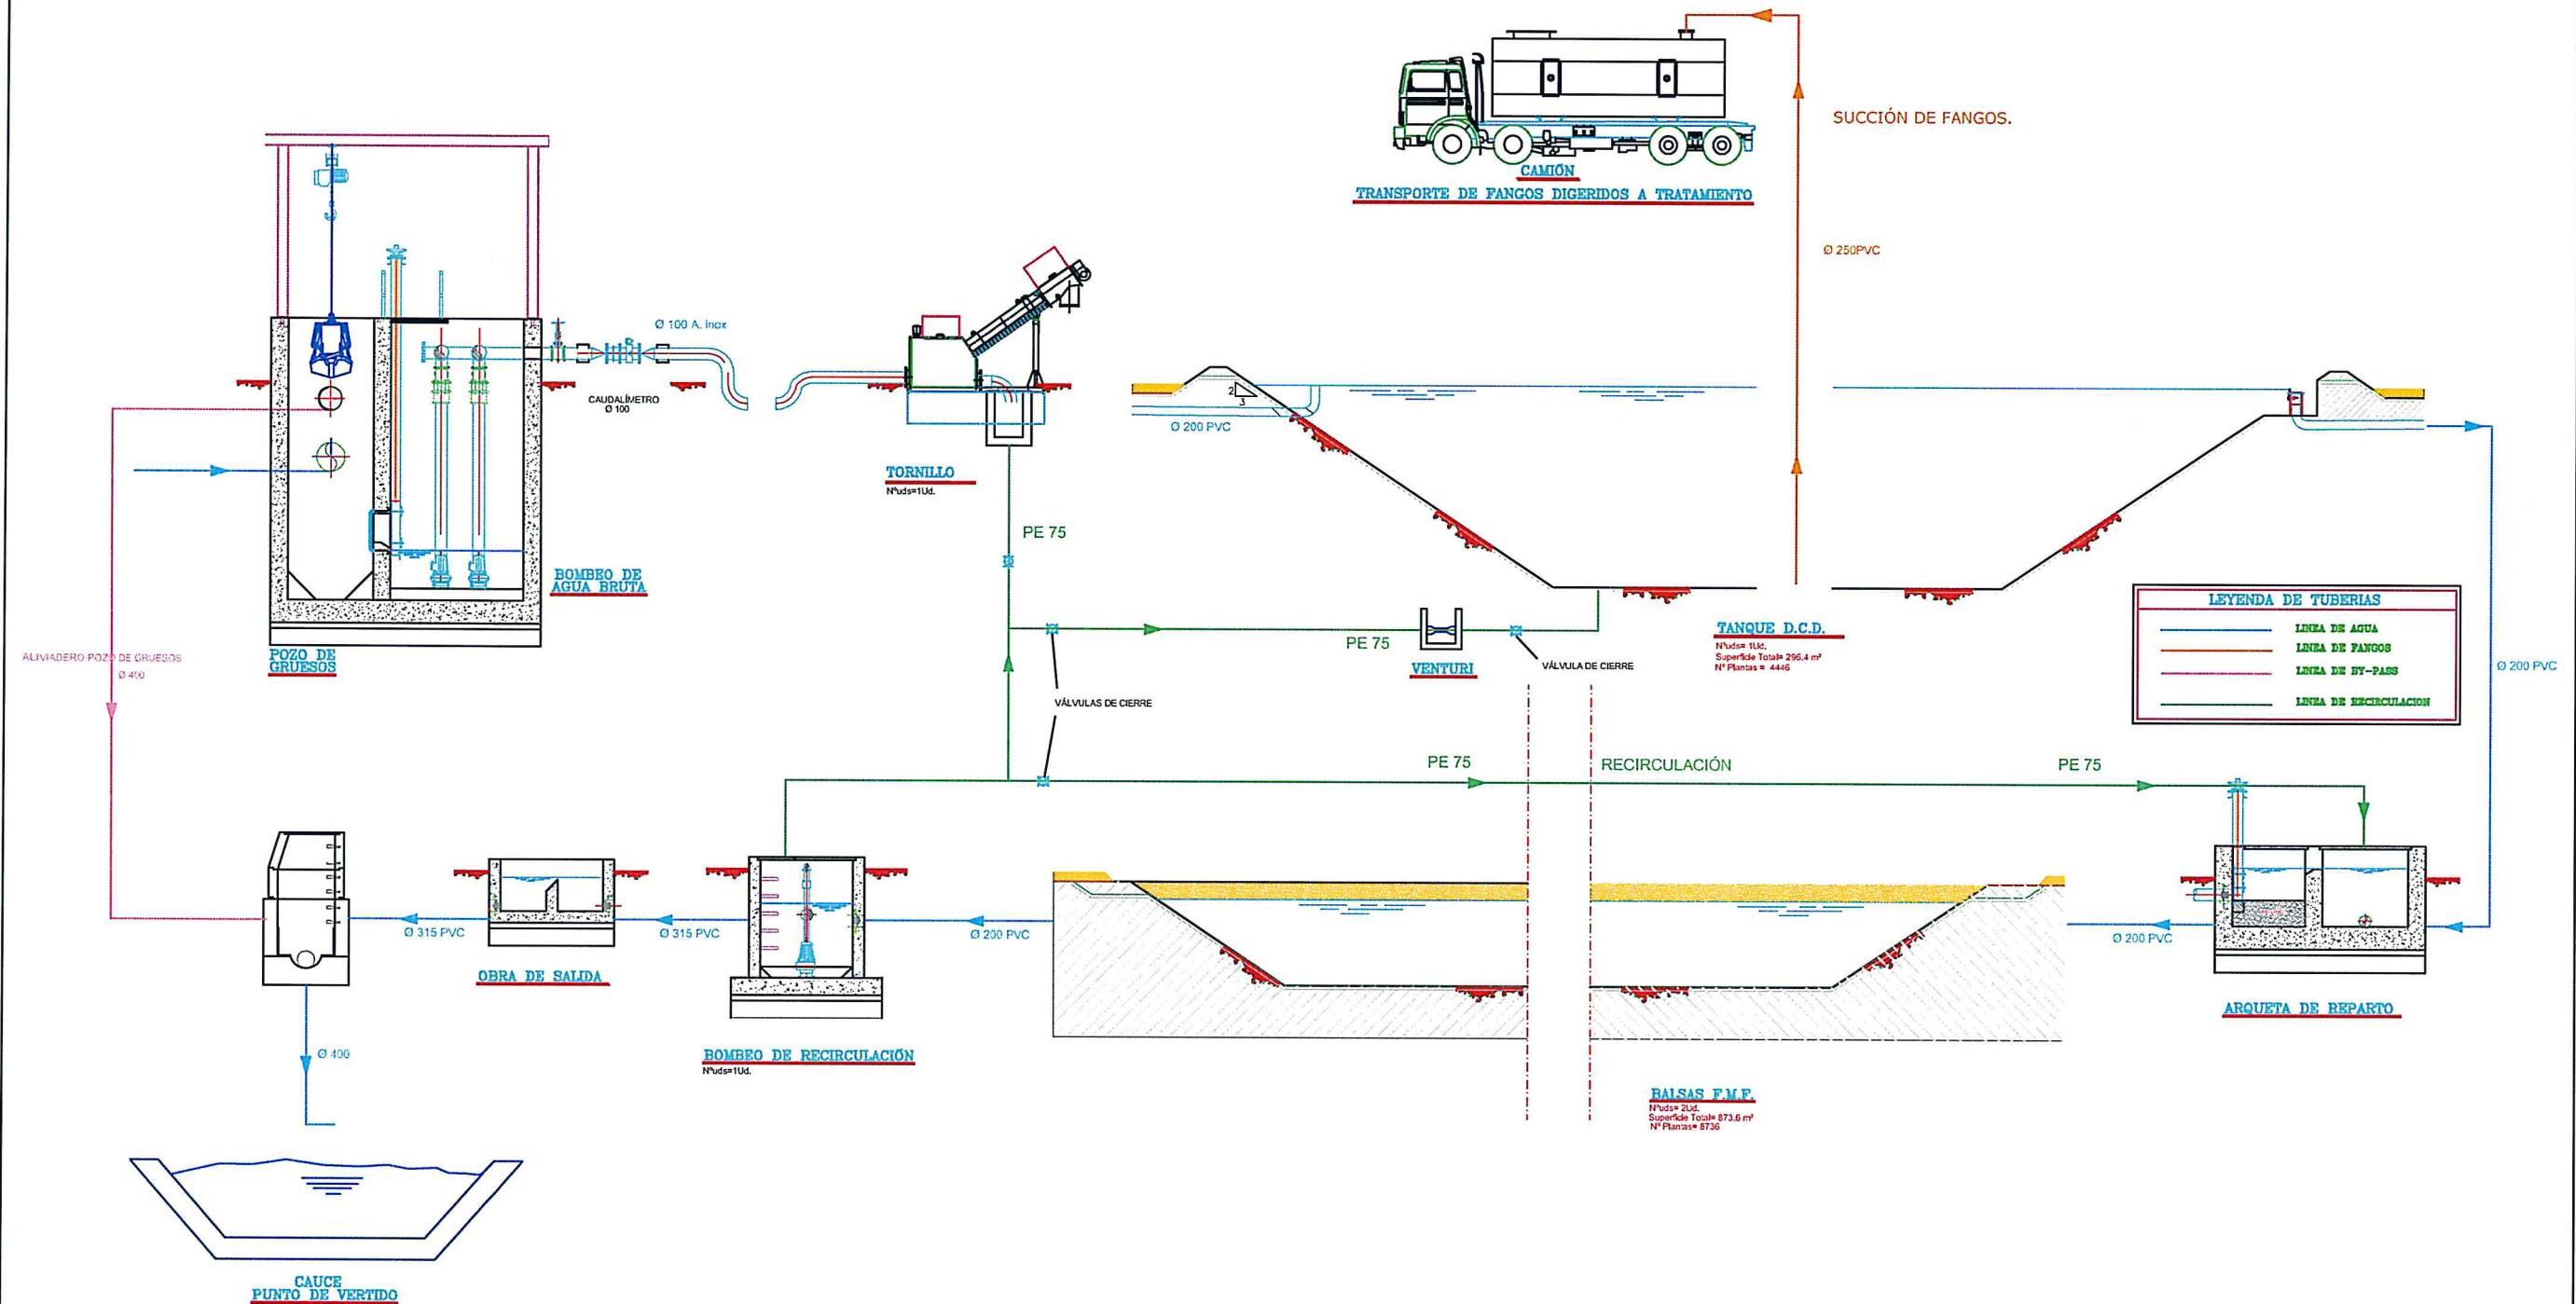 SUCCIÓN DE FANGOS.
CAMIÓN
TRANSPORTE DE FANGOS DIGERIDOS A TRATAMIENTO
Ø 250PVC
Ø 100 A. Inox
CAUDALÍMETRO
Ø 100
2
3
Ø 200 PVC
TORNILLO
NºUds=1Ud.
PE 75
BOMBEO DE
AGUA BRUTA
POZO DE
GRUESOS
ALIVIADERO POZO DE GRUESOS
Ø 400
PE 75
VENTURI
VÁLVULA DE CIERRE
TANQUE D.C.D.
Nºuds= 1Ud.
Superficie Total= 296,4 m²
Nº Plantas = 4446
LEYENDA DE TUBERIAS
LINEA DE AGUA
LINEA DE FANGOS
LINEA DE BY-PASS
LINEA DE RECIRCULACION
Ø 200 PVC
VÁLVULAS DE CIERRE
PE 75
RECIRCULACIÓN
PE 75
Ø 315 PVC
Ø 315 PVC
Ø 200 PVC
Ø 200 PVC
OBRA DE SALIDA
ARQUETA DE REPARTO
Ø 400
BOMBEO DE RECIRCULACIÓN
Nºuds=1Ud.
BALSAS F.M.F.
Nºuds= 2Ud.
Superficie Total= 873,6 m²
Nº Plantas= 8736
CAUCE
PUNTO DE VERTIDO